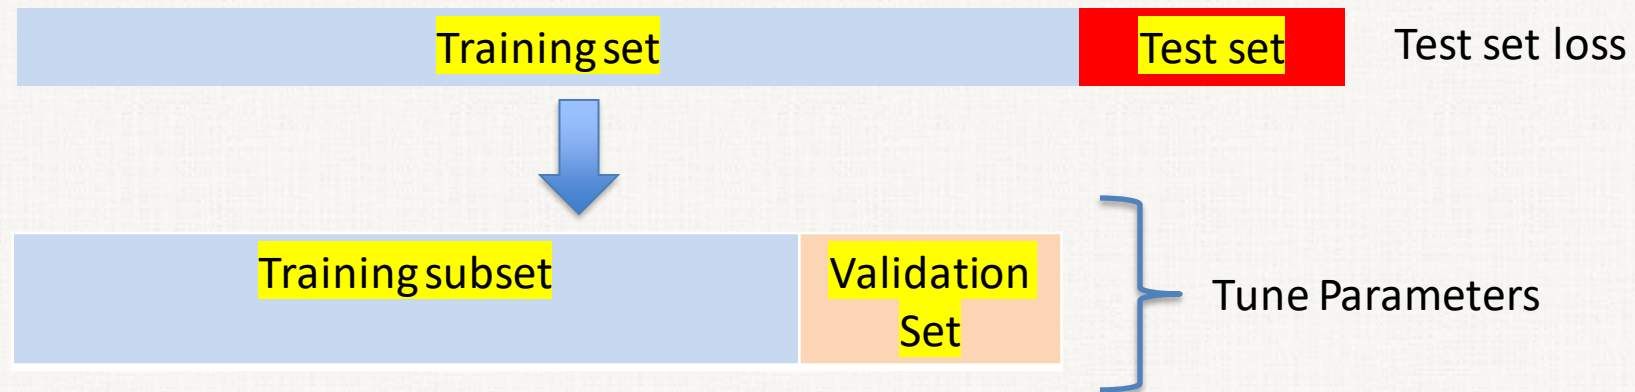 Training set
Test set
Test set loss
Training subset
Validation
Set
Tune Parameters